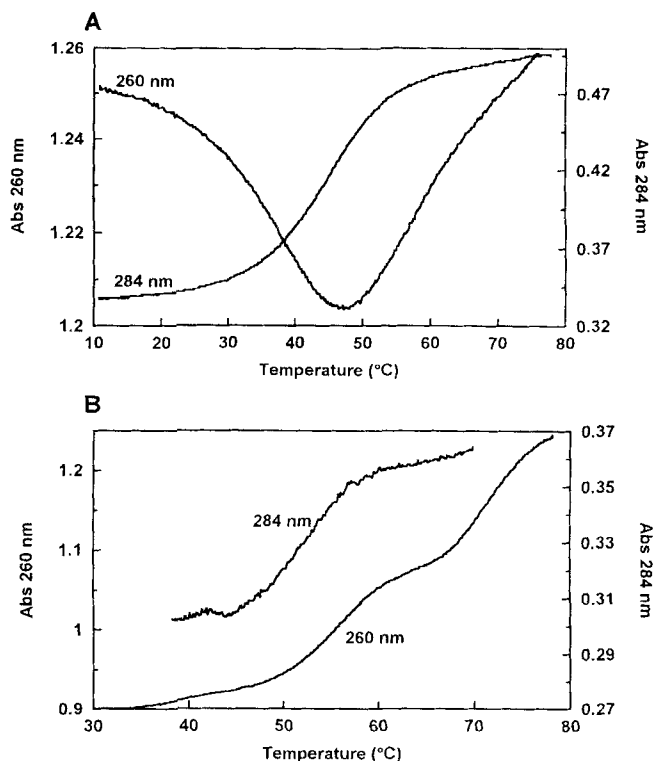 A
1.26
1.24
1.22
1.2
Abs 260 nm
260 nm
284 nm
0.47
0.42
0.37
0.32
Abs 284 nm
10 20 30 40 50 60 70 80
Temperature (°C)
B
1.2
1.1
1
0.9
Abs 260 nm
284 nm
260 nm
0.37
0.35
0.33
0.31
0.29
0.27
Abs 284 nm
30 40 50 60 70 80
Temperature (°C)